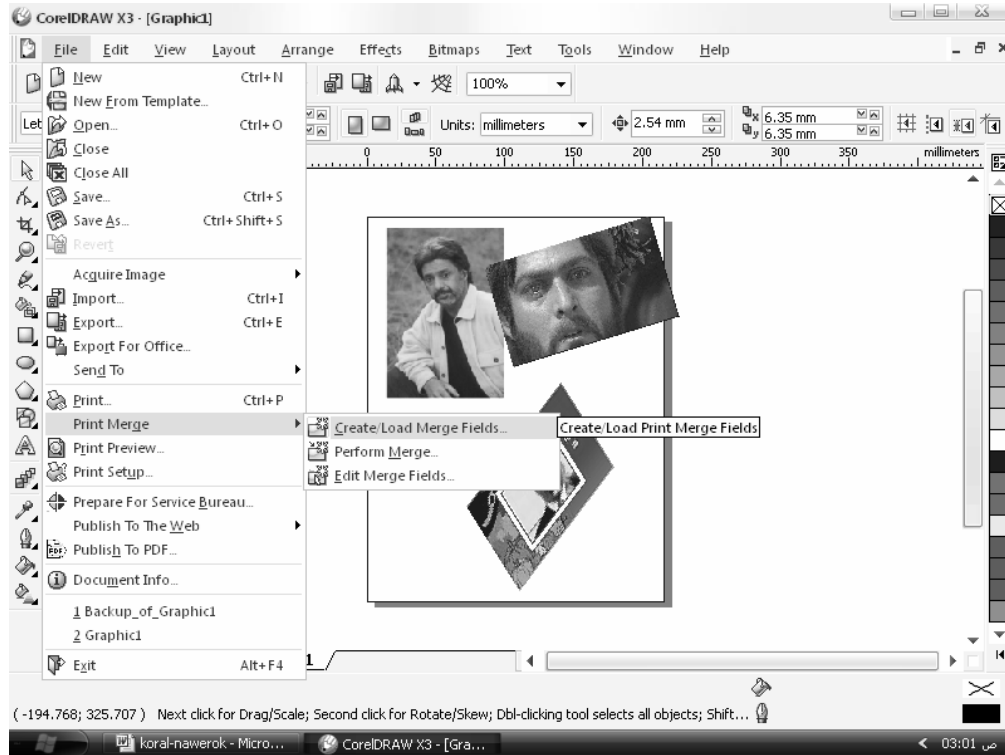 CorelDRAW X3 - [Graphic1]
File Edit View Layout Arrange Effects Bitmaps Text Tools Window Help
New Ctrl+N
100%
New From Template...
Let
Open... Ctrl+O
Units: millimeters
2.54 mm
x 6.35 mm
y 6.35 mm
Close
0 50 100 150 200 250 300 350 millimeters
Close All
Save... Ctrl+S
Save As... Ctrl+Shift+S
Revert
Acquire Image
Import... Ctrl+I
Export... Ctrl+E
Export For Office...
Send To
Print... Ctrl+P
Print Merge
Create/Load Merge Fields...
Create/Load Print Merge Fields
Print Preview...
Perform Merge...
Print Setup...
Edit Merge Fields...
Prepare For Service Bureau...
Publish To The Web
Publish To PDF...
Document Info...
1 Backup_of_Graphic1
2 Graphic1
Exit Alt+F4
1
( -194.768; 325.707 ) Next click for Drag/Scale; Second click for Rotate/Skew; Dbl-clicking tool selects all objects; Shift...
koral-nawerok - Micro...
CorelDRAW X3 - [Gra...
03:01 ص